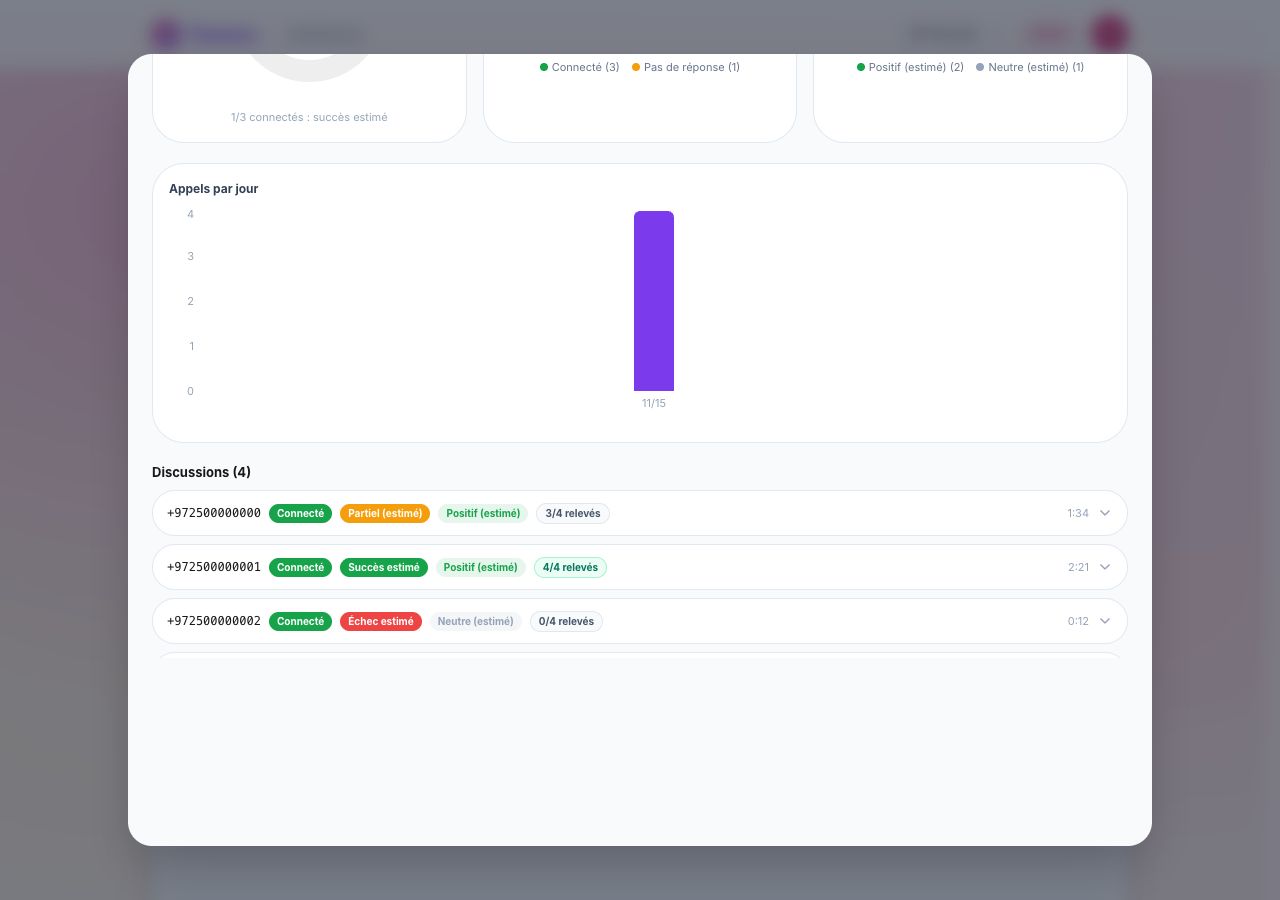 Connecté (3) Pas de réponse (1)
Positif (estimé) (2) Neutre (estimé) (1)
1/3 connectés : succès estimé
Appels par jour
4
3
2
1
0
11/15
Discussions (4)
+972500000000 Connecté Partiel (estimé) Positif (estimé) 3/4 relevés 1:34
+972500000001 Connecté Succès estimé Positif (estimé) 4/4 relevés 2:21
+972500000002 Connecté Échec estimé Neutre (estimé) 0/4 relevés 0:12